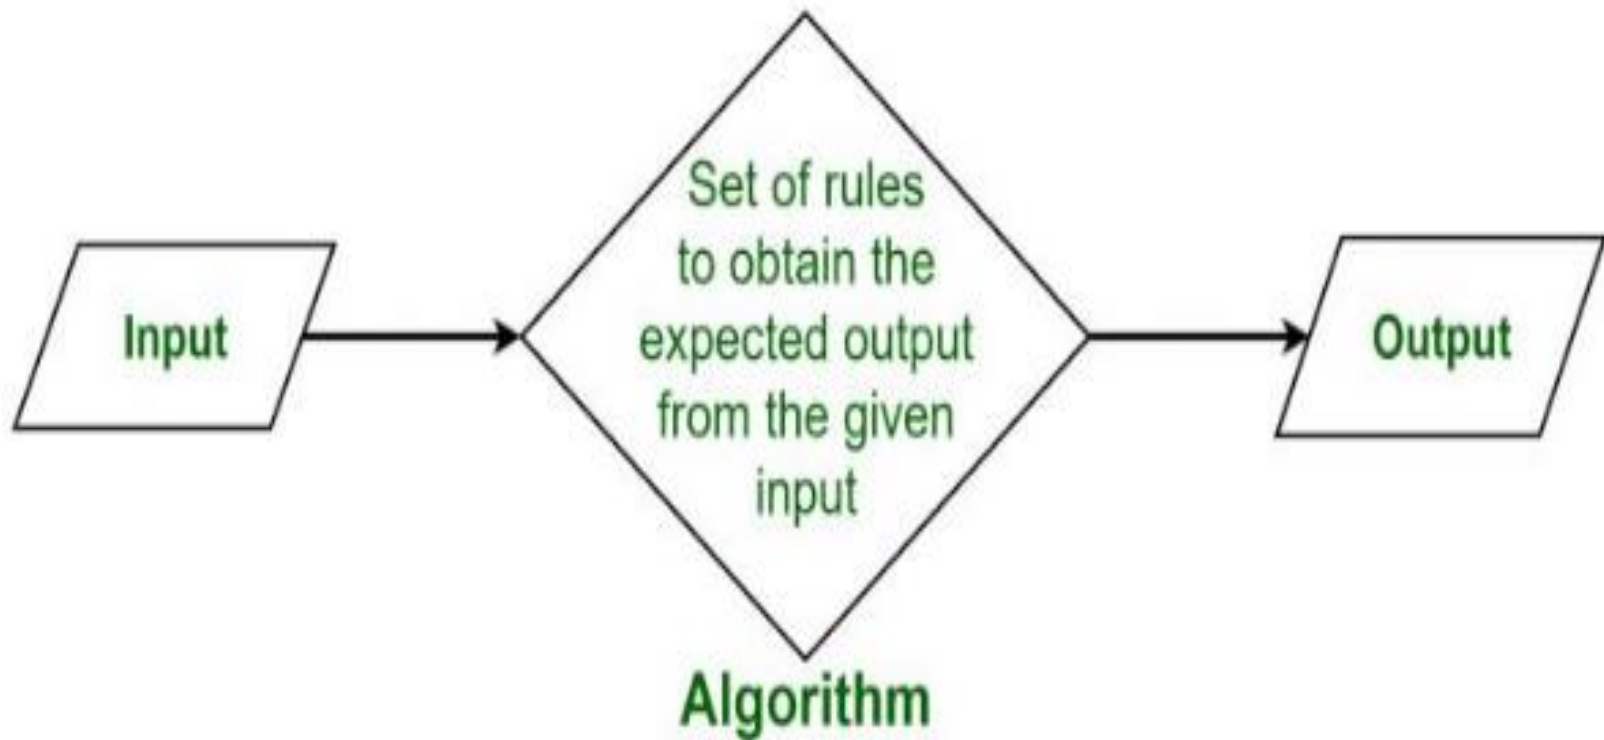 Input
Set of rules
to obtain the
expected output
from the given
input
Output
Algorithm